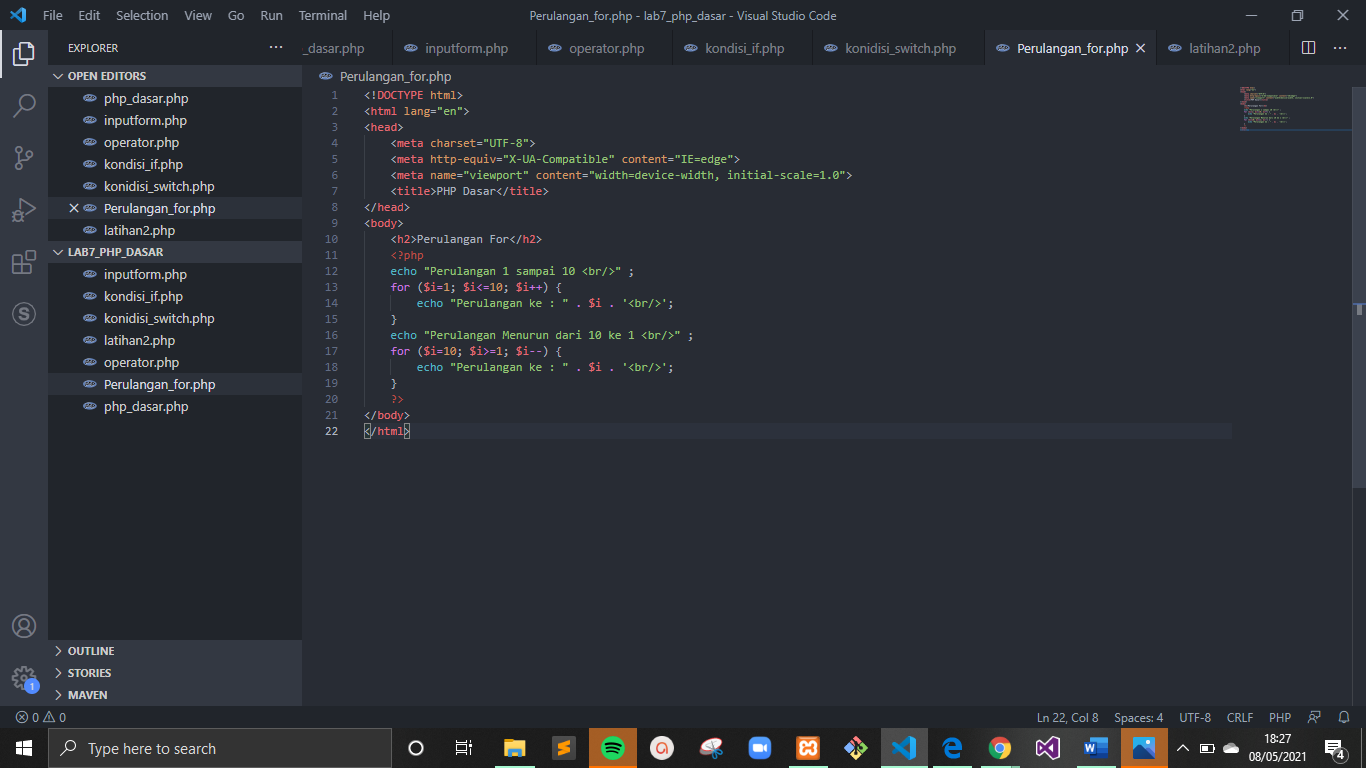 File Edit Selection View Go Run Terminal Help
Perulangan_for.php - lab7_php_dasar - Visual Studio Code
EXPLORER
OPEN EDITORS
php_dasar.php
inputform.php
operator.php
kondisi_if.php
konidisi_switch.php
Perulangan_for.php
latihan2.php
LAB7_PHP_DASAR
inputform.php
kondisi_if.php
konidisi_switch.php
latihan2.php
operator.php
Perulangan_for.php
php_dasar.php
OUTLINE
STORIES
MAVEN
_dasar.php inputform.php operator.php kondisi_if.php konidisi_switch.php Perulangan_for.php latihan2.php
Perulangan_for.php
1 <!DOCTYPE html>
2 <html lang="en">
3 <head>
4 <meta charset="UTF-8">
5 <meta http-equiv="X-UA-Compatible" content="IE=edge">
6 <meta name="viewport" content="width=device-width, initial-scale=1.0">
7 <title>PHP Dasar</title>
8 </head>
9 <body>
10 <h2>Perulangan For</h2>
11 <?php
12 echo "Perulangan 1 sampai 10 <br/>" ;
13 for ($i=1; $i<=10; $i++) {
14 echo "Perulangan ke : " . $i . '<br/>';
15 }
16 echo "Perulangan Menurun dari 10 ke 1 <br/>" ;
17 for ($i=10; $i>=1; $i--) {
18 echo "Perulangan ke : " . $i . '<br/>';
19 }
20 ?>
21 </body>
22 </html>
1
0 0
Ln 22, Col 8 Spaces: 4 UTF-8 CRLF PHP
Type here to search
18:27
08/05/2021
4